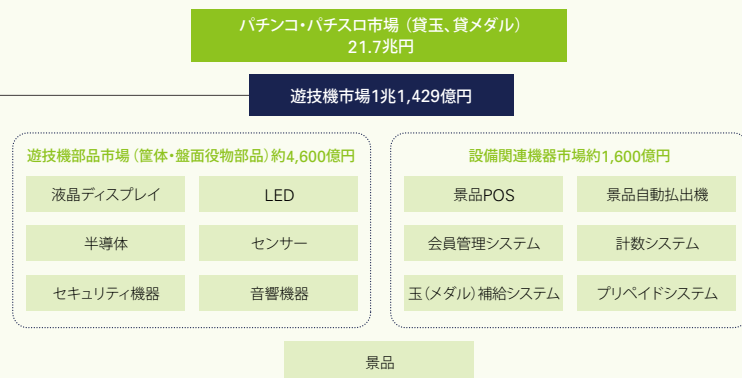 パチンコ・パチスロ市場（貸玉、貸メダル）
21.7兆円
遊技機市場1兆1,429億円
遊技機部品市場（筐体・盤面役物部品）約4,600億円
液晶ディスプレイ
LED
半導体
センサー
セキュリティ機器
音響機器
設備関連機器市場約1,600億円
景品POS
景品自動払出機
会員管理システム
計数システム
玉（メダル）補給システム
プリペイドシステム
景品